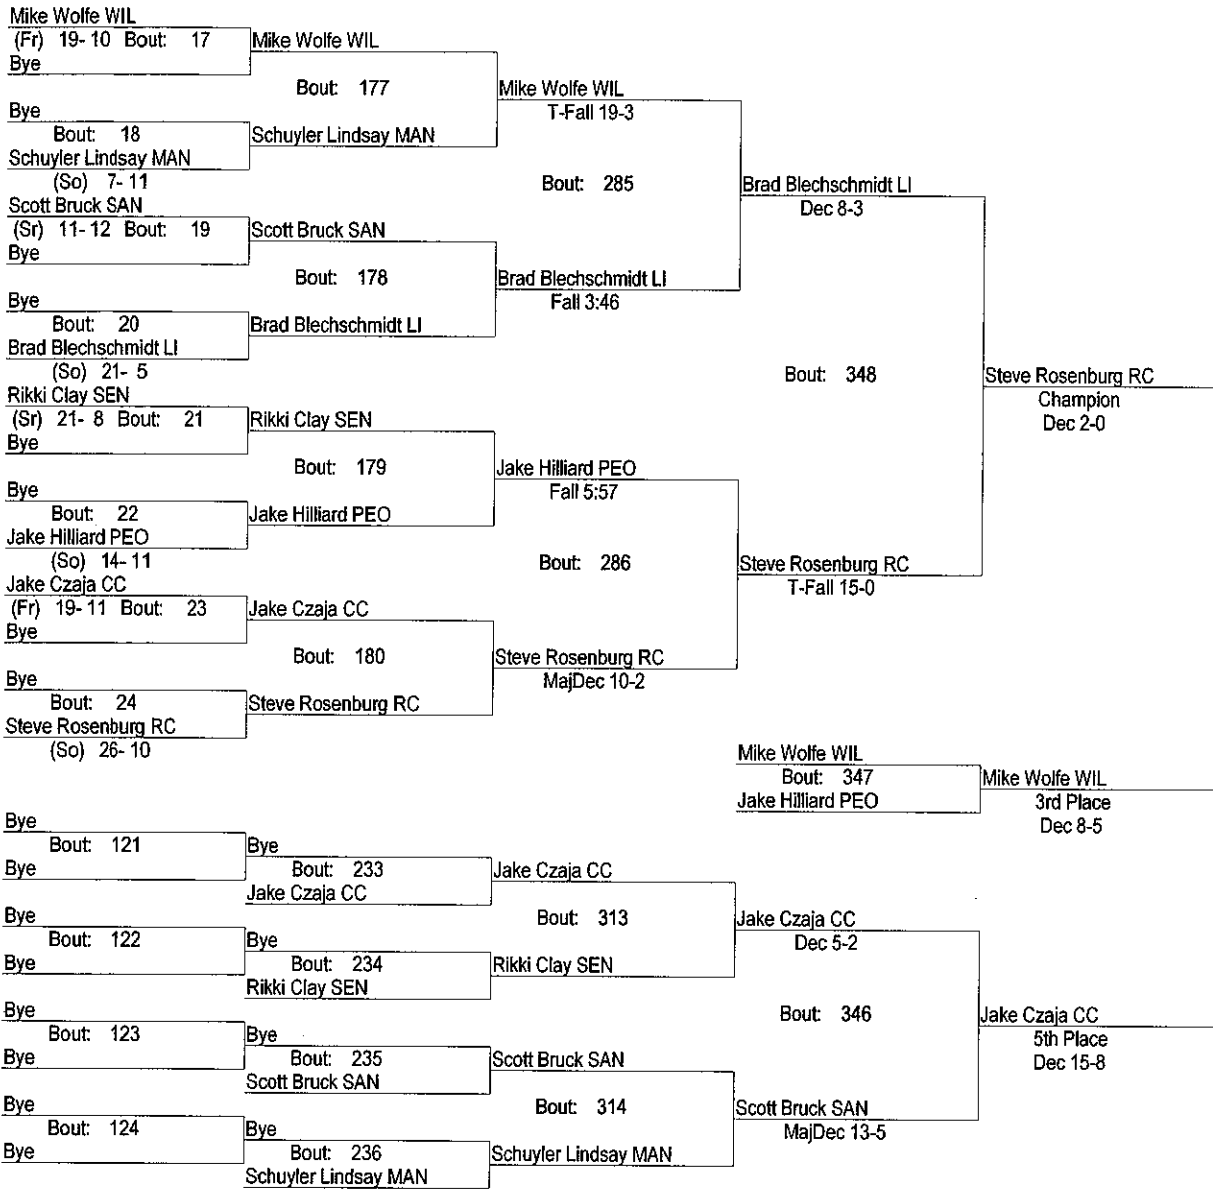 Mike Wolfe WIL
(Fr) 19- 10 Bout: 17
Bye
Mike Wolfe WIL
Bout: 177
Bye
Bout: 18
Schuyler Lindsay MAN
(So) 7- 11
Schuyler Lindsay MAN
Mike Wolfe WIL
T-Fall 19-3
Bout: 285
Scott Bruck SAN
(Sr) 11- 12 Bout: 19
Bye
Scott Bruck SAN
Bout: 178
Bye
Bout: 20
Brad Blechschmidt LI
(So) 21- 5
Brad Blechschmidt LI
Brad Blechschmidt LI
Fall 3:46
Brad Blechschmidt LI
Dec 8-3
Bout: 348
Rikki Clay SEN
(Sr) 21- 8 Bout: 21
Bye
Rikki Clay SEN
Bout: 179
Bye
Bout: 22
Jake Hilliard PEO
(So) 14- 11
Jake Hilliard PEO
Jake Hilliard PEO
Fall 5:57
Bout: 286
Jake Czaja CC
(Fr) 19- 11 Bout: 23
Bye
Jake Czaja CC
Bout: 180
Bye
Bout: 24
Steve Rosenburg RC
(So) 26- 10
Steve Rosenburg RC
Steve Rosenburg RC
MajDec 10-2
Steve Rosenburg RC
T-Fall 15-0
Steve Rosenburg RC
Champion
Dec 2-0
Mike Wolfe WIL
Bout: 347
Jake Hilliard PEO
Mike Wolfe WIL
3rd Place
Dec 8-5
Bye
Bout: 121
Bye
Bye
Bout: 233
Jake Czaja CC
Jake Czaja CC
Bout: 313
Bye
Bout: 122
Bye
Bye
Bout: 234
Rikki Clay SEN
Rikki Clay SEN
Jake Czaja CC
Dec 5-2
Bout: 346
Bye
Bout: 123
Bye
Bye
Bout: 235
Scott Bruck SAN
Scott Bruck SAN
Bout: 314
Bye
Bout: 124
Bye
Bye
Bout: 236
Schuyler Lindsay MAN
Schuyler Lindsay MAN
Scott Bruck SAN
MajDec 13-5
Jake Czaja CC
5th Place
Dec 15-8